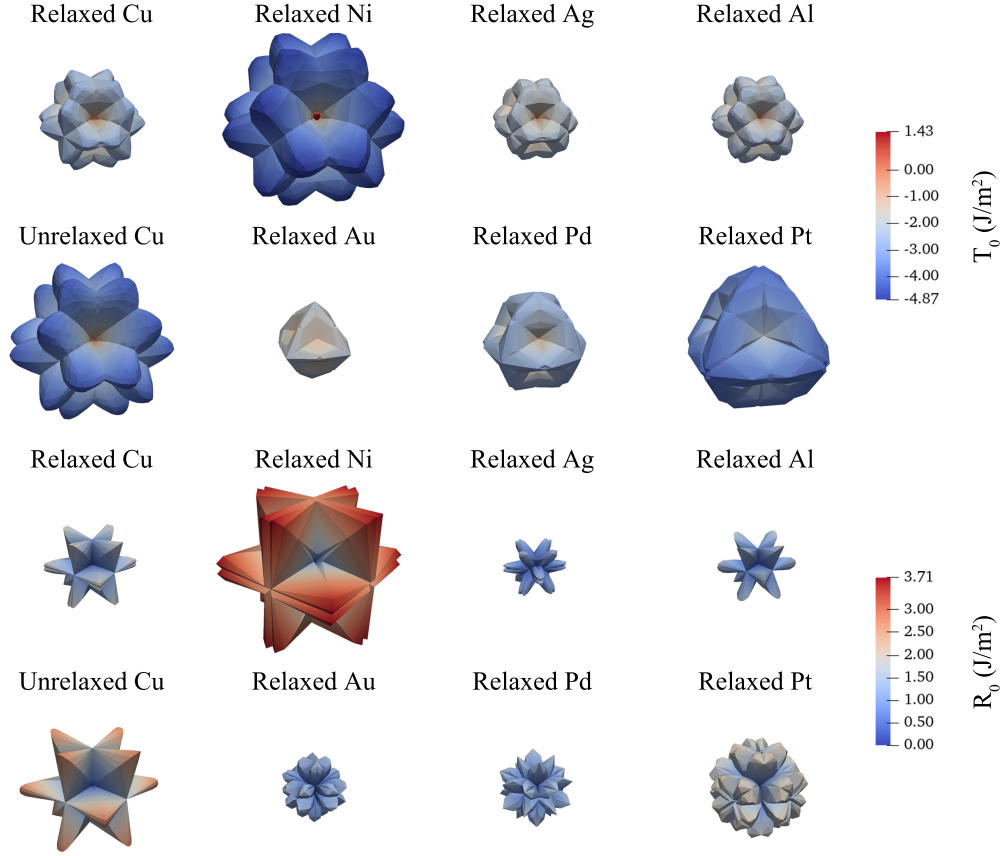 Relaxed Cu
Relaxed Ni
Relaxed Ag
Relaxed Al
1.43
0.00
-1.00
-2.00
-3.00
-4.00
-4.87
T₀ (J/m²)
Unrelaxed Cu
Relaxed Au
Relaxed Pd
Relaxed Pt
Relaxed Cu
Relaxed Ni
Relaxed Ag
Relaxed Al
3.71
3.00
2.50
2.00
1.50
1.00
0.50
0.00
R₀ (J/m²)
Unrelaxed Cu
Relaxed Au
Relaxed Pd
Relaxed Pt